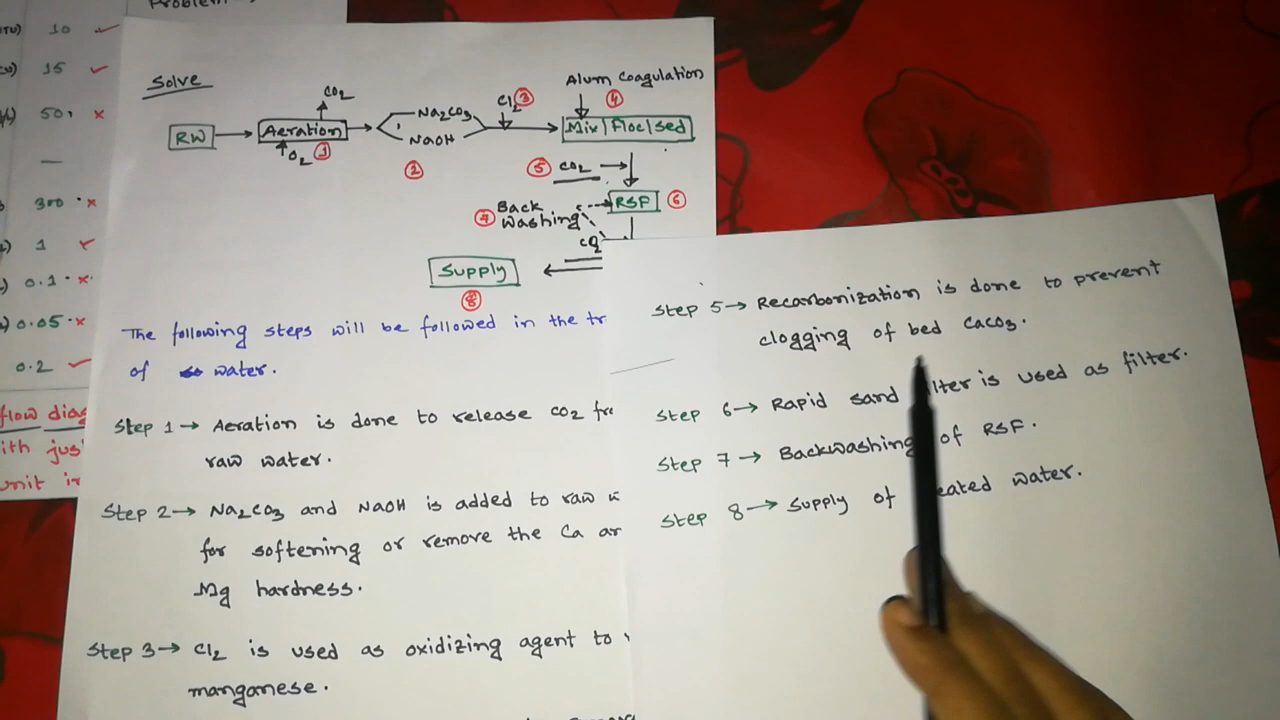 Problem
10
15
50,
300
1
0.1
0.05
0.2
flow diag
ith jus
unit i
Solve
CO2
Na2CO3
Cl2 3
Alum Coagulation
4
RW
Aeration
Mix/Floc/Sed
NaOH
O2 1
2
5 CO2
Back
washing
RSF 6
7
Supply
8
The following steps will be followed in the tr
of water.
Step 1→ Aeration is done to release CO2 fr
raw water.
Step 2→ Na2CO3 and NaOH is added to raw
for softening or remove the Ca
Mg hardness.
Step 3→ Cl2 is used as oxidizing agent to
manganese.
Step 5→ Recarbonization is done to prevent
clogging of bed CaCO3.
Step 6→ Rapid sand ilter is used as filter.
Step 7→ Backwashing of RSF.
Step 8→ Supply of eated water.